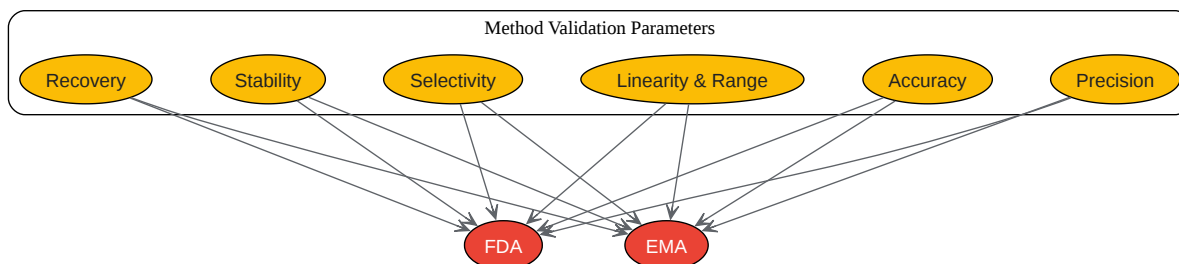 Method Validation Parameters
Recovery
Stability
Selectivity
Linearity & Range
Accuracy
Precision
FDA
EMA